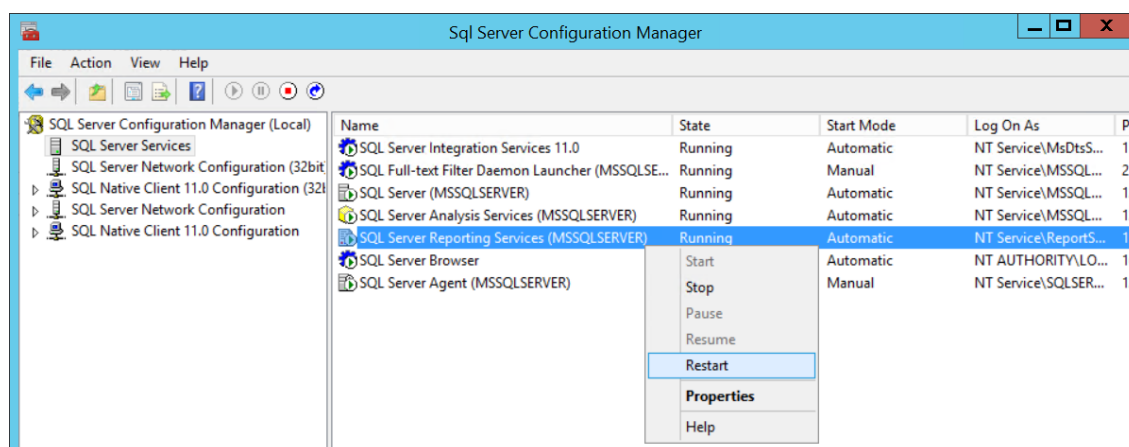 Sql Server Configuration Manager
File Action View Help
SQL Server Configuration Manager (Local)
SQL Server Services
SQL Server Network Configuration (32bit
SQL Native Client 11.0 Configuration (32b
SQL Server Network Configuration
SQL Native Client 11.0 Configuration
Name State Start Mode Log On As P
SQL Server Integration Services 11.0 Running Automatic NT Service\MsDtsS... 1
SQL Full-text Filter Daemon Launcher (MSSQLSE... Running Manual NT Service\MSSQL... 2
SQL Server (MSSQLSERVER) Running Automatic NT Service\MSSQL... 1
SQL Server Analysis Services (MSSQLSERVER) Running Automatic NT Service\MSSQL... 1
SQL Server Reporting Services (MSSQLSERVER) Running Automatic NT Service\ReportS... 1
SQL Server Browser Automatic NT AUTHORITY\LO... 1
SQL Server Agent (MSSQLSERVER) Manual NT Service\SQLSER... 1
Start
Stop
Pause
Resume
Restart
Properties
Help